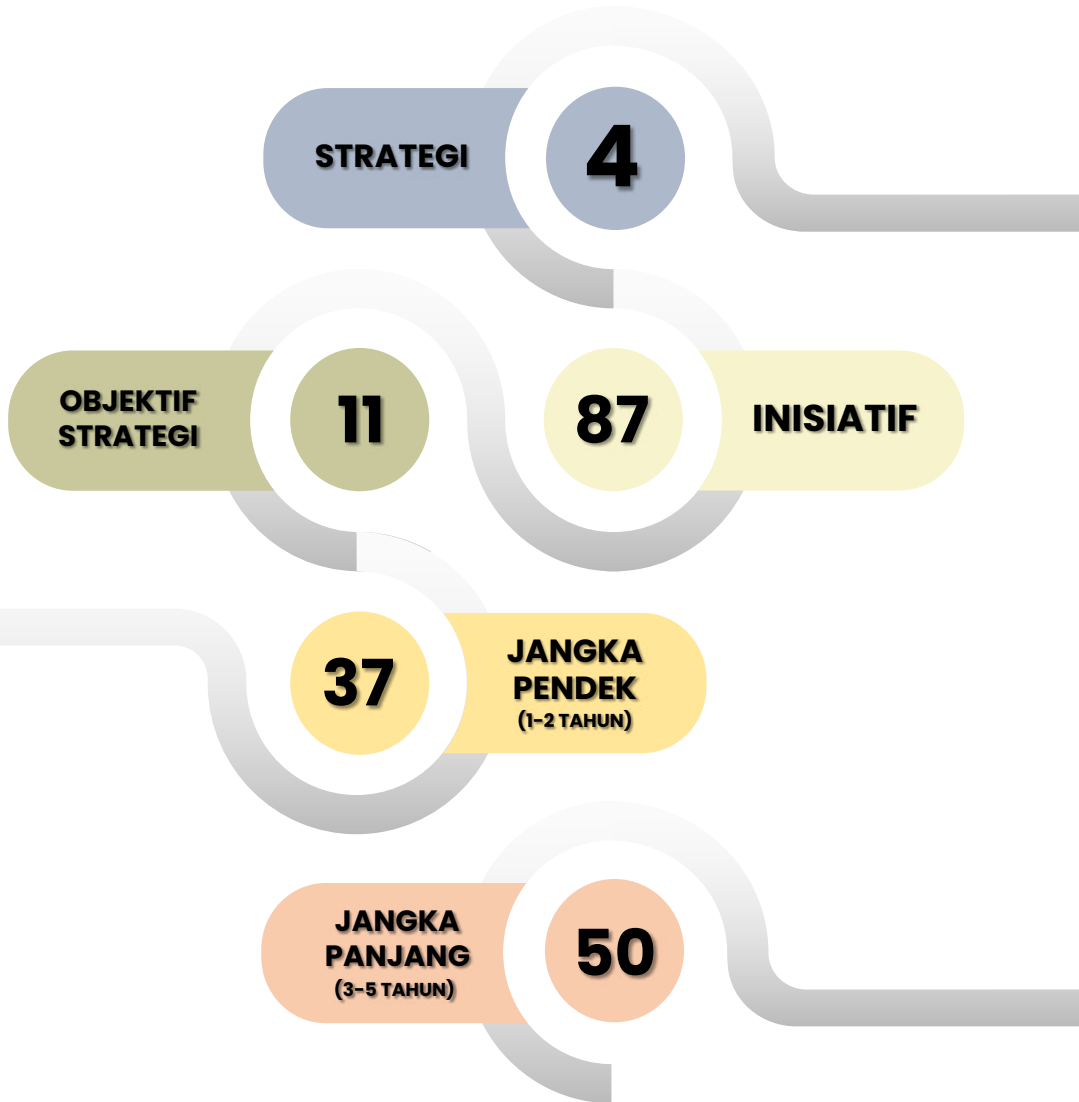 STRATEGI
4
OBJEKTIF
STRATEGI
11
87
INISIATIF
37
JANGKA
PENDEK
(1-2 TAHUN)
JANGKA
PANJANG
(3-5 TAHUN)
50